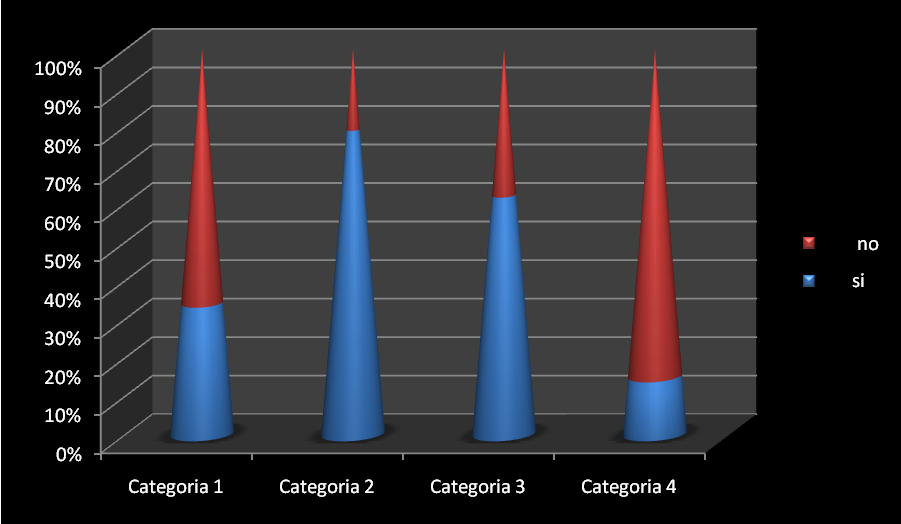 100%
90%
80%
70%
60%
50%
40%
30%
20%
10%
0%
Categoria 1
Categoria 2
Categoria 3
Categoria 4
no
si